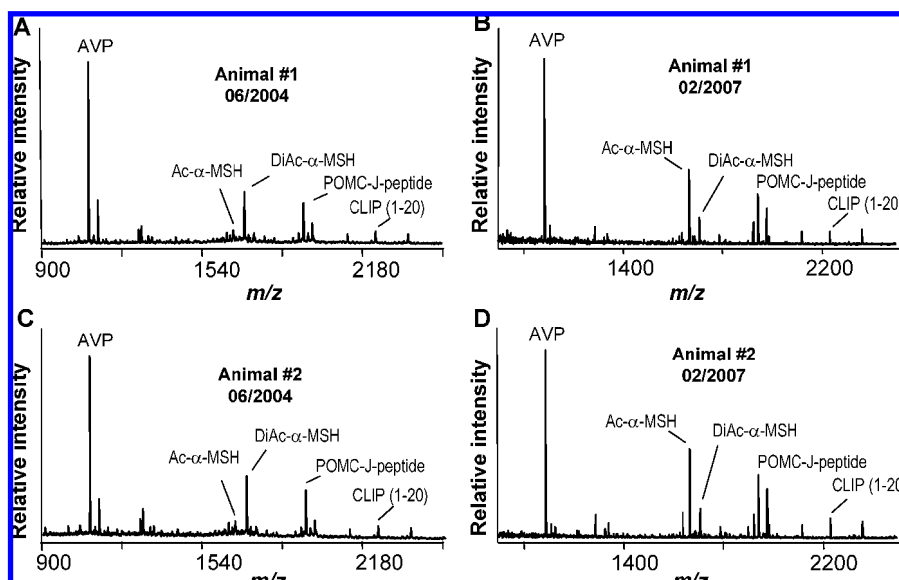 A
Relative intensity
AVP
Animal #1
06/2004
Ac-α-MSH
DiAc-α-MSH
POMC-J-peptide
CLIP (1-20)
900
1540
2180
m/z
B
Relative intensity
AVP
Animal #1
02/2007
Ac-α-MSH
DiAc-α-MSH
POMC-J-peptide
CLIP (1-20)
1400
2200
m/z
C
Relative intensity
AVP
Animal #2
06/2004
Ac-α-MSH
DiAc-α-MSH
POMC-J-peptide
CLIP (1-20)
900
1540
2180
m/z
D
Relative intensity
AVP
Animal #2
02/2007
Ac-α-MSH
DiAc-α-MSH
POMC-J-peptide
CLIP (1-20
1400
2200
m/z